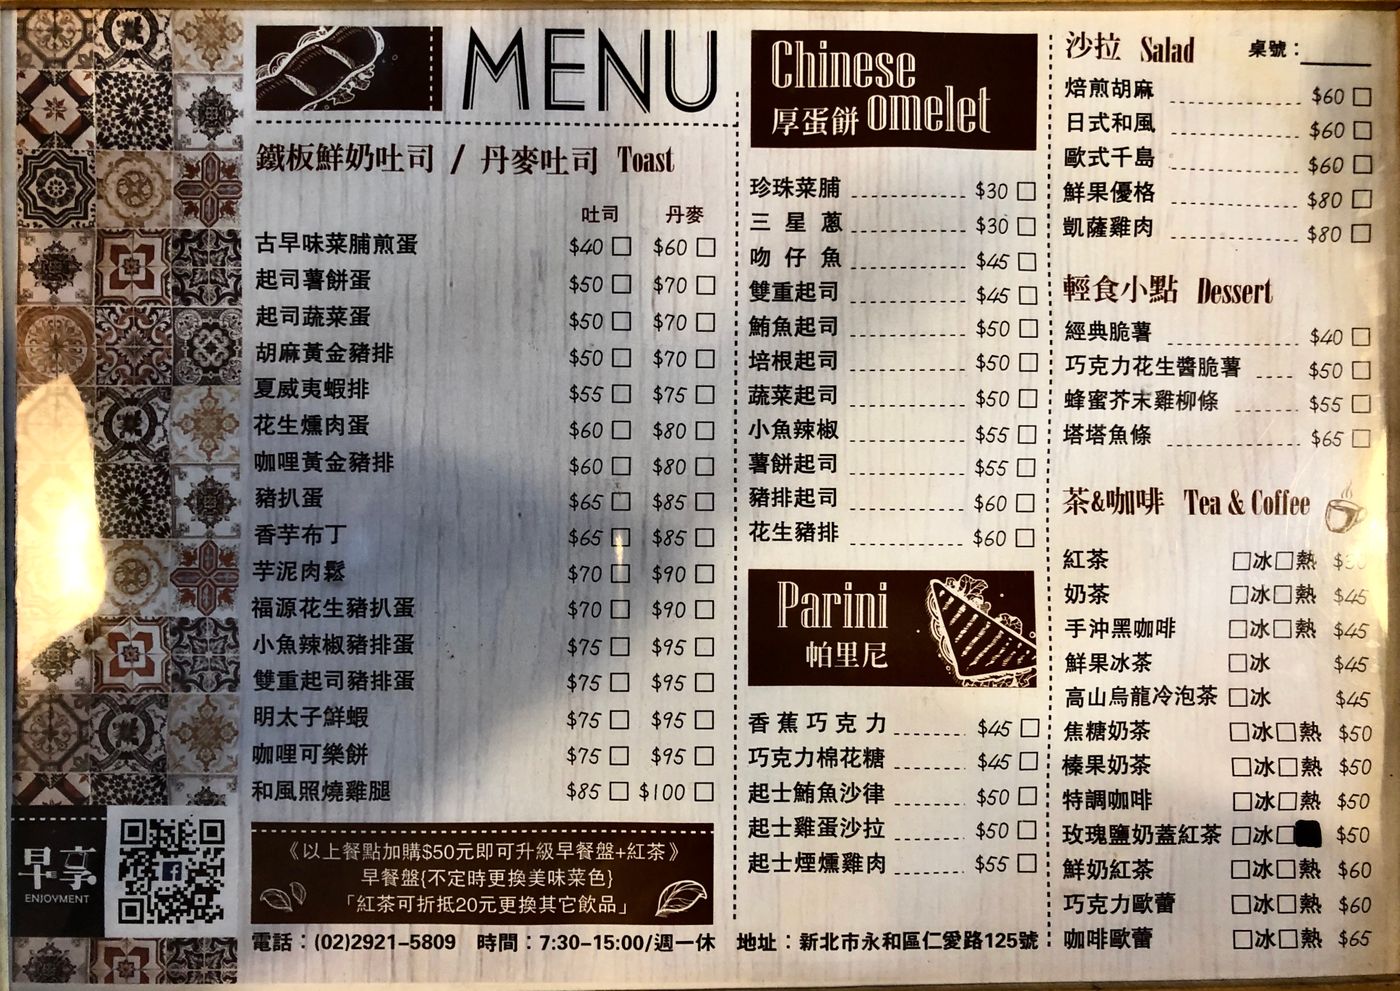 MENU
鐵板鮮奶吐司 / 丹麥吐司 Toast
吐司 丹麥
古早味菜脯煎蛋 $40 □ $60 □
起司薯餅蛋 $50 □ $70 □
起司蔬菜蛋 $50 □ $70 □
胡麻黃金豬排 $50 □ $70 □
夏威夷蝦排 $55 □ $75 □
花生燻肉蛋 $60 □ $80 □
咖哩黃金豬排 $60 □ $80 □
豬扒蛋 $65 □ $85 □
香芋布丁 $65 □ $85 □
芋泥肉鬆 $70 □ $90 □
福源花生豬扒蛋 $70 □ $90 □
小魚辣椒豬排蛋 $75 □ $95 □
雙重起司豬排蛋 $75 □ $95 □
明太子鮮蝦 $75 □ $95 □
咖哩可樂餅 $75 □ $95 □
和風照燒雞腿 $85 □ $100 □
《以上餐點加購$50元即可升級早餐盤+紅茶》
早餐盤{不定時更換美味菜色}
「紅茶可折抵20元更換其它飲品」
早享
ENJOYMENT
Chinese
厚蛋餅 omelet
珍珠菜脯 $30 □
三星蔥 $30 □
吻仔魚 $45 □
雙重起司 $45 □
鮪魚起司 $50 □
培根起司 $50 □
蔬菜起司 $50 □
小魚辣椒 $55 □
薯餅起司 $55 □
豬排起司 $60 □
花生豬排 $60 □
Parini
帕里尼
香蕉巧克力 $45 □
巧克力棉花糖 $45 □
起士鮪魚沙律 $50 □
起士雞蛋沙拉 $50 □
起士煙燻雞肉 $55 □
沙拉 Salad 桌號：
焙煎胡麻 $60 □
日式和風 $60 □
歐式千島 $60 □
鮮果優格 $80 □
凱薩雞肉 $80 □
輕食小點 Dessert
經典脆薯 $40 □
巧克力花生醬脆薯 $50 □
蜂蜜芥末雞柳條 $55 □
塔塔魚條 $65 □
茶&咖啡 Tea & Coffee
紅茶 □冰□熱
奶茶 □冰□熱 $45
手沖黑咖啡 □冰□熱 $45
鮮果冰茶 □冰 $45
高山烏龍冷泡茶 □冰 $45
焦糖奶茶 □冰□熱 $50
榛果奶茶 □冰□熱 $50
特調咖啡 □冰□熱 $50
玫瑰鹽奶蓋紅茶 □冰□ $50
鮮奶紅茶 □冰□熱 $60
巧克力歐蕾 □冰□熱 $60
咖啡歐蕾 □冰□熱 $65
電話：(02)2921-5809 時間：7:30-15:00/週一休 地址：新北市永和區仁愛路125號